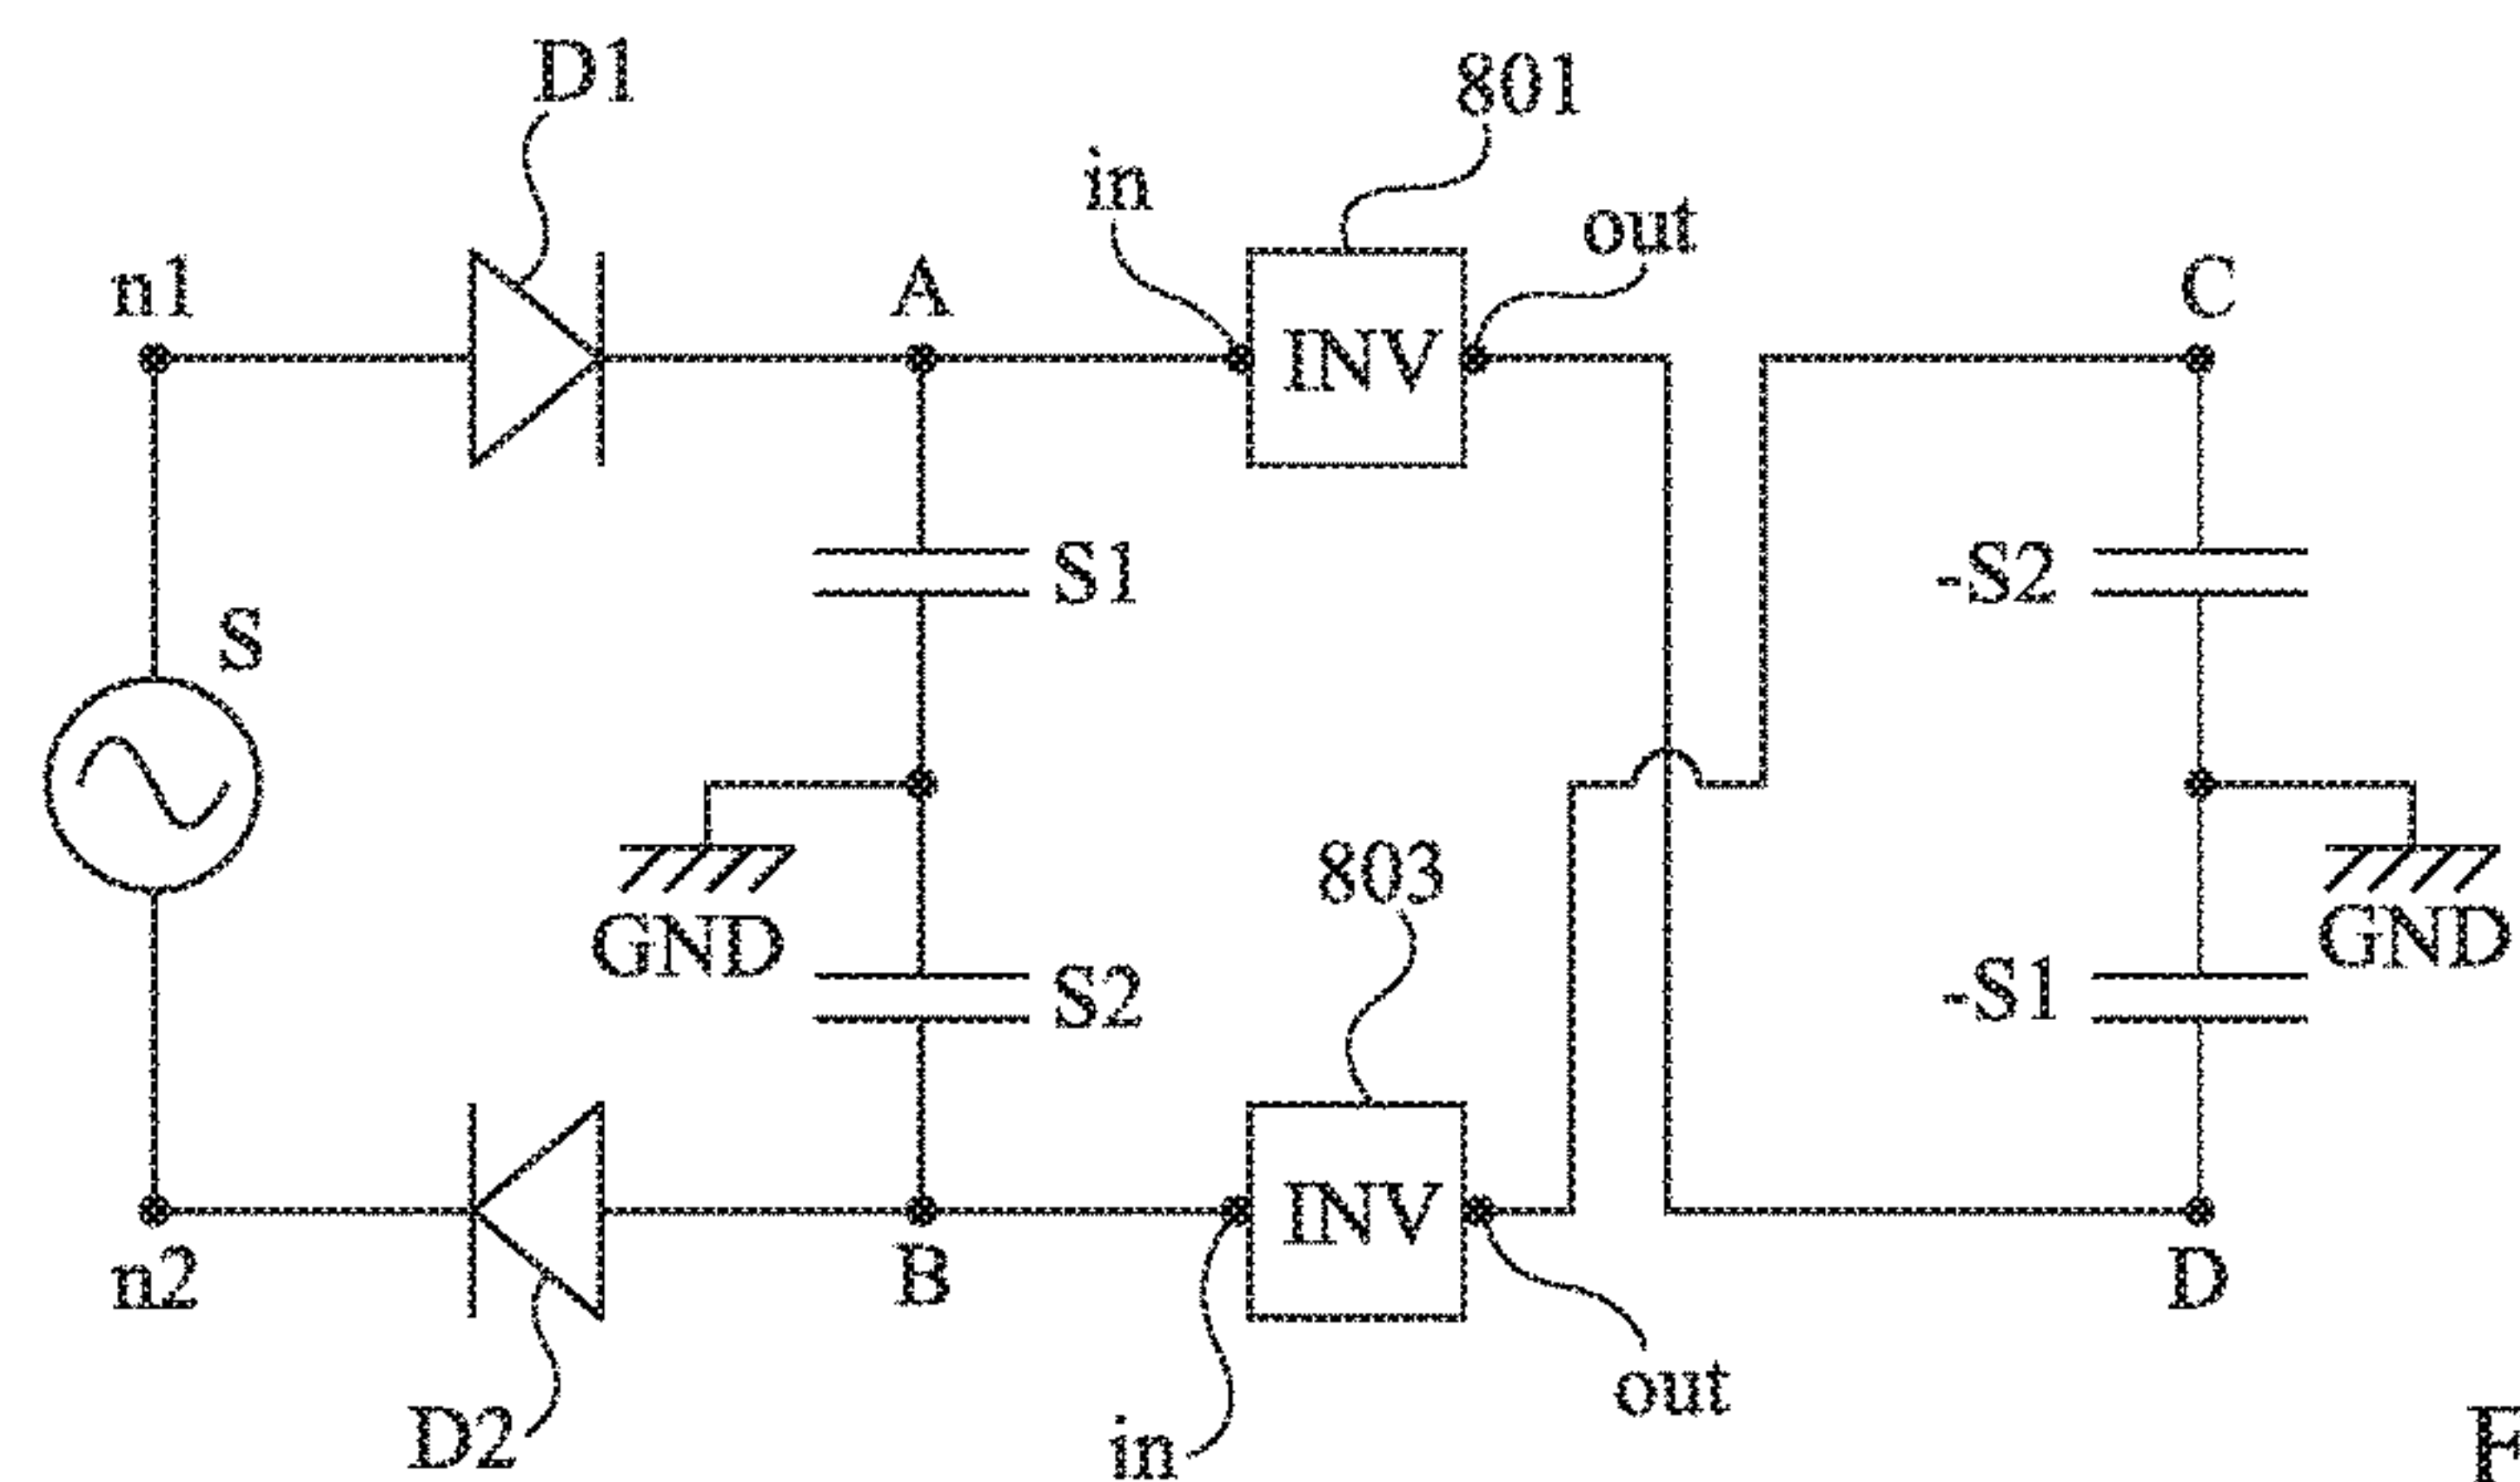 D1
801
in
out
n1
A
INV
C
S1
-S2
S
803
GND
GND
S2
-S1
INV
n2
B
D
out
D2
in
F